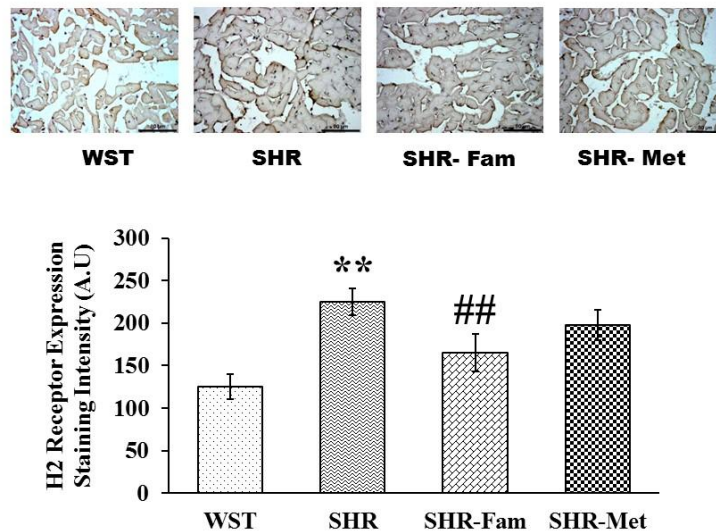 WST SHR SHR- Fam SHR- Met
H2 Receptor Expression
Staining Intensity (A.U)
300
250
200
150
100
50
0
**
##
WST SHR SHR-Fam SHR-Met